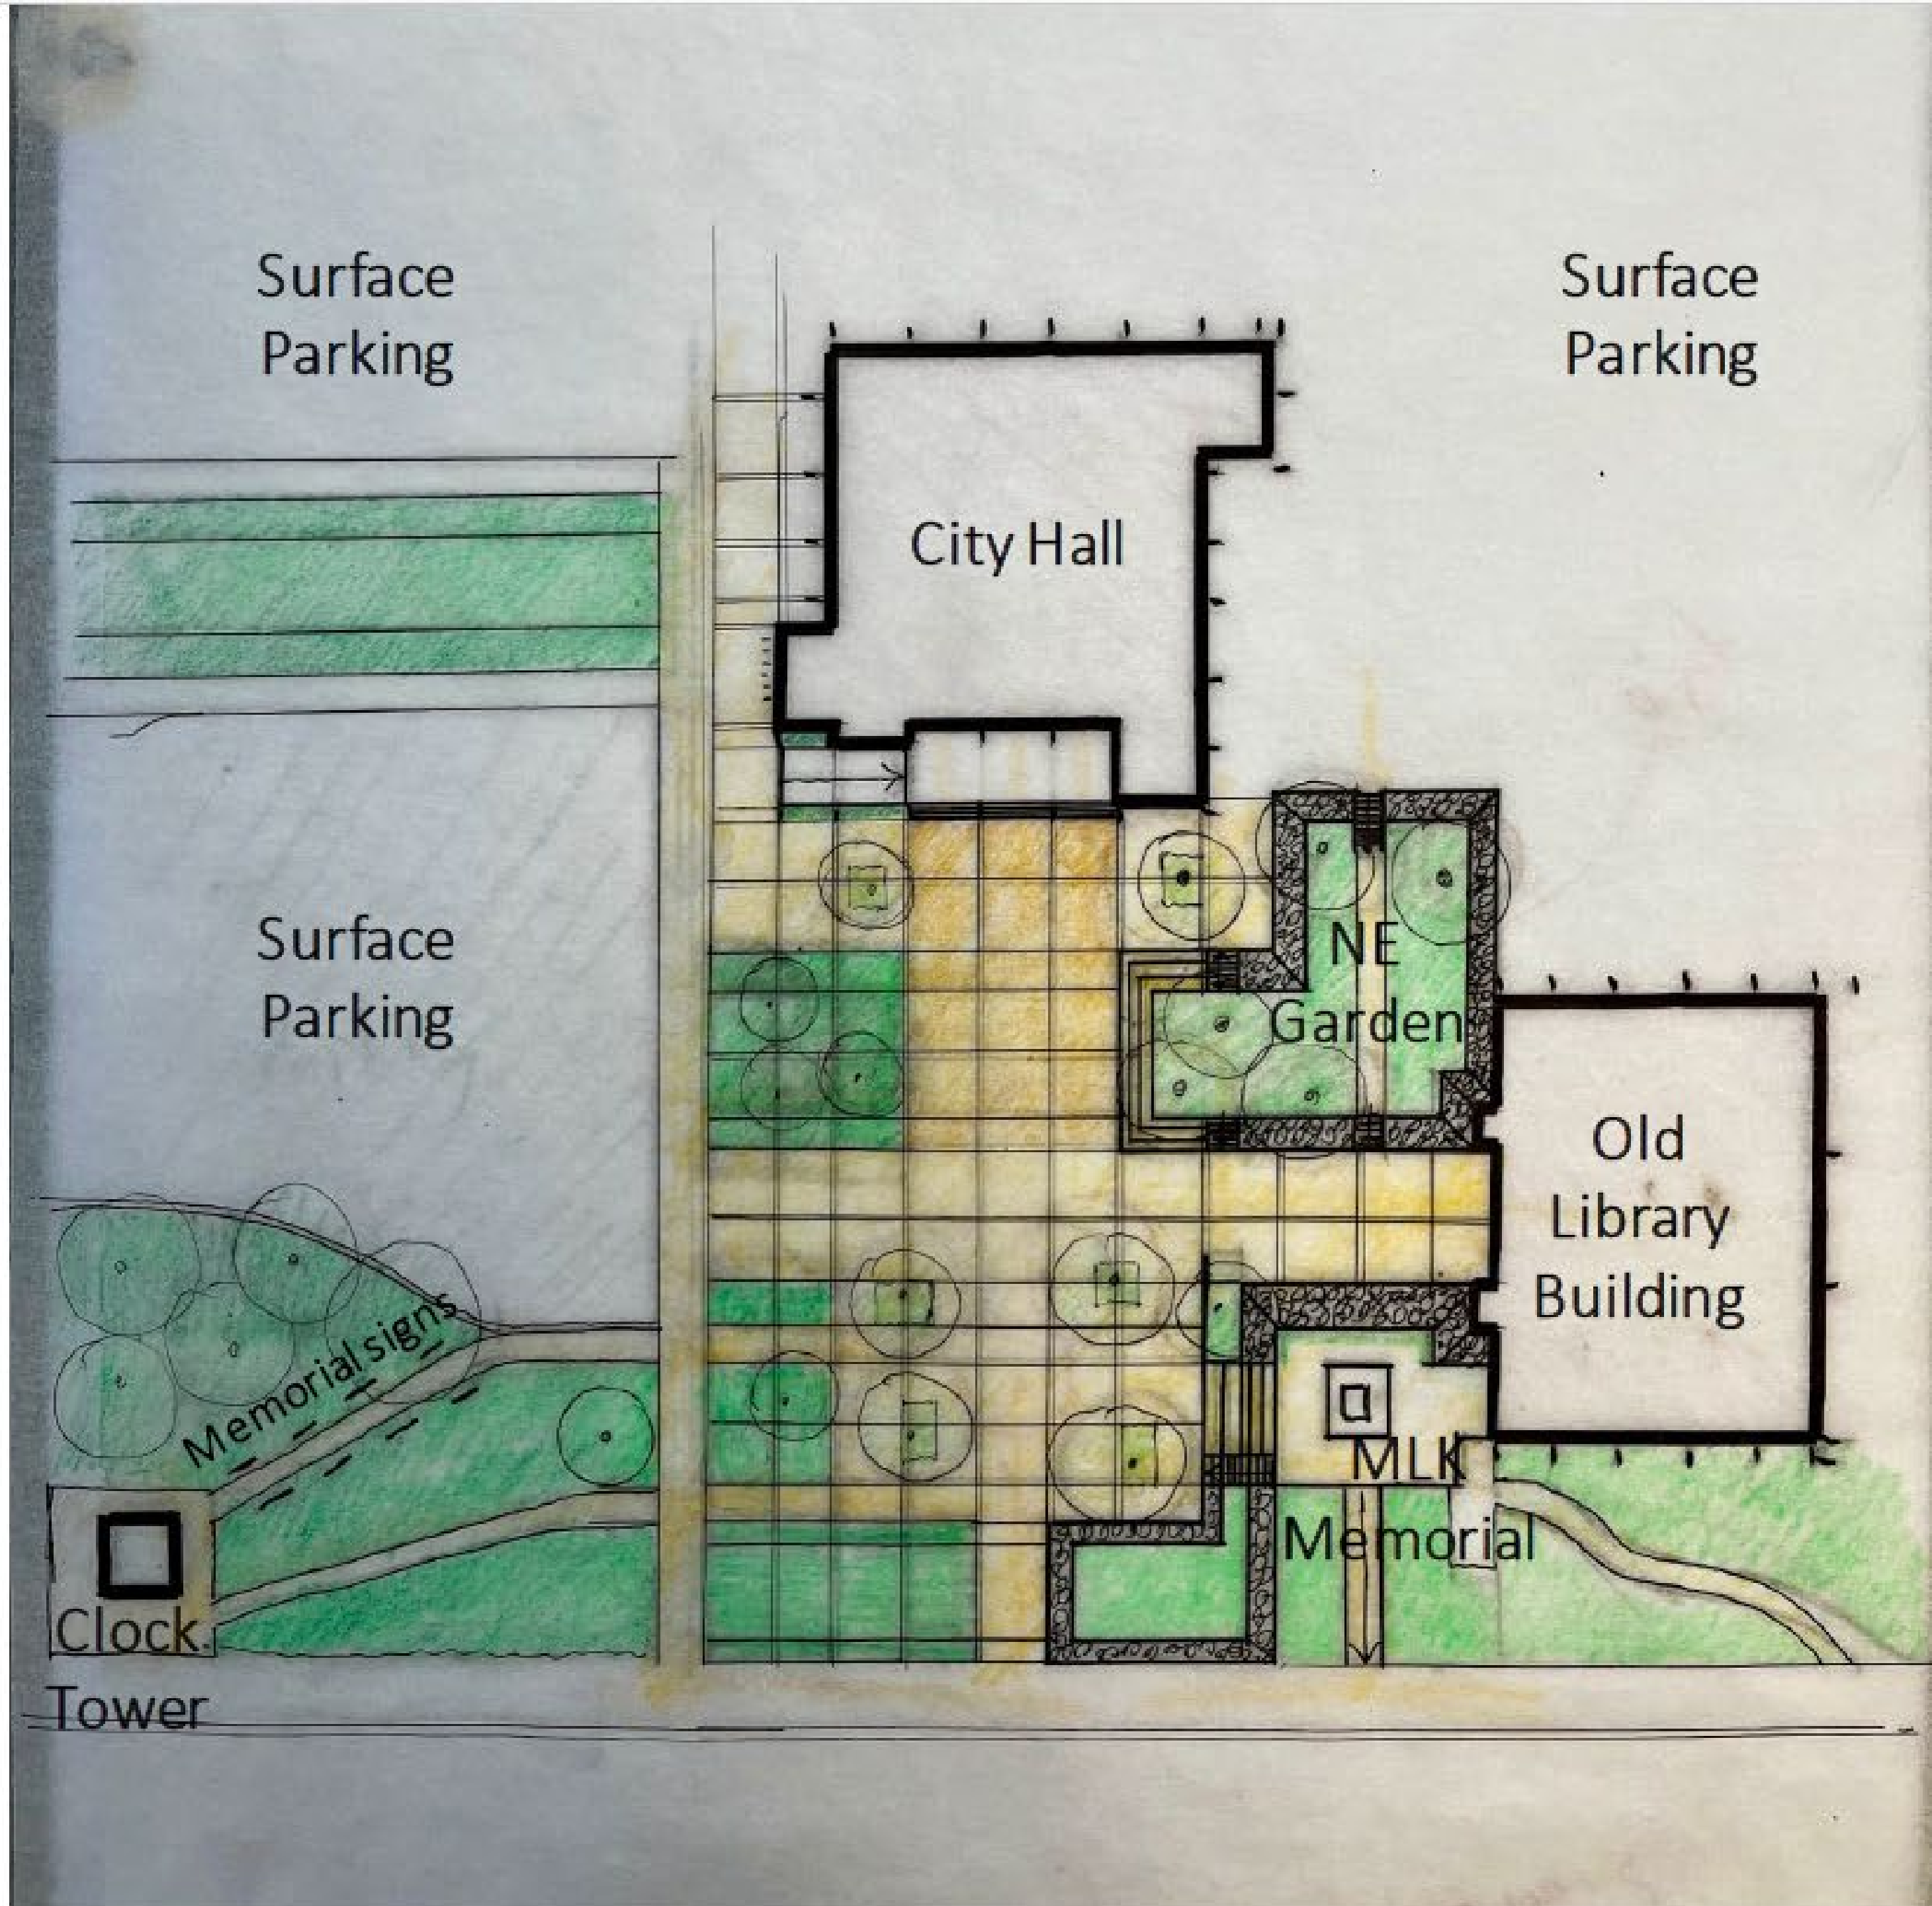 Surface
Parking
Surface
Parking
City Hall
Surface
Parking
NE
Garden
Old
Library
Building
Memorial signs
MLK
Memorial
Clock
Tower